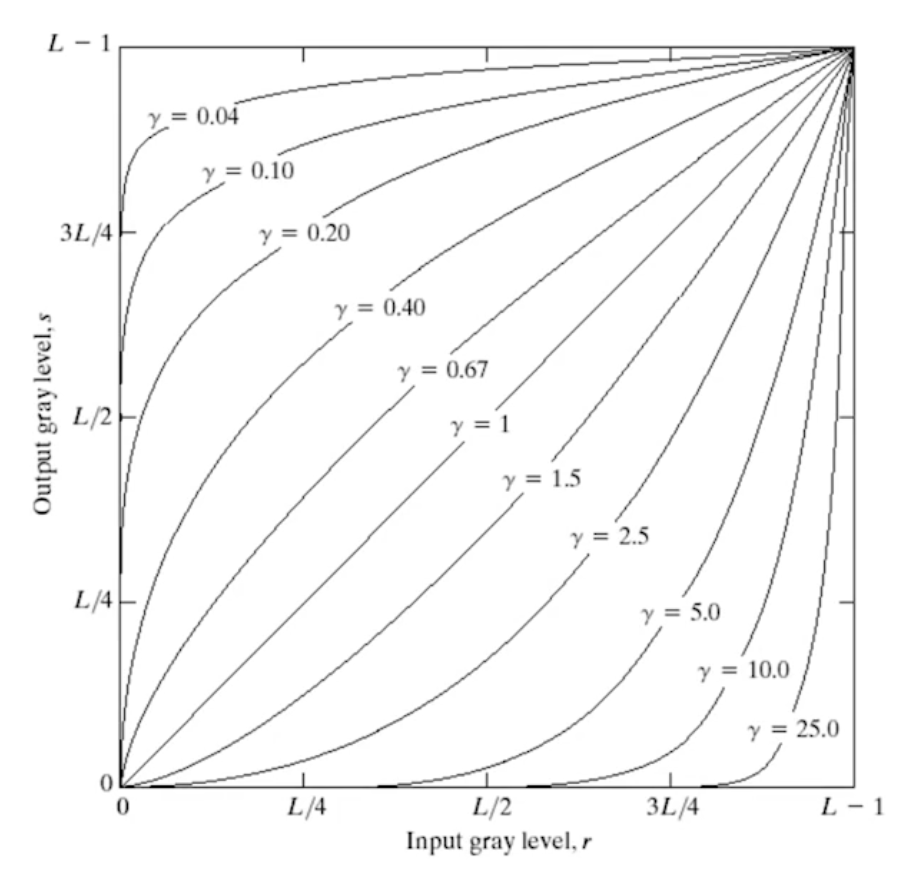 L − 1
γ = 0.04
γ = 0.10
3L/4
γ = 0.20
γ = 0.40
γ = 0.67
L/2
γ = 1
γ = 1.5
γ = 2.5
L/4
γ = 5.0
γ = 10.0
γ = 25.0
0
0
L/4
L/2
3L/4
L − 1
Input gray level, r
Output gray level, s